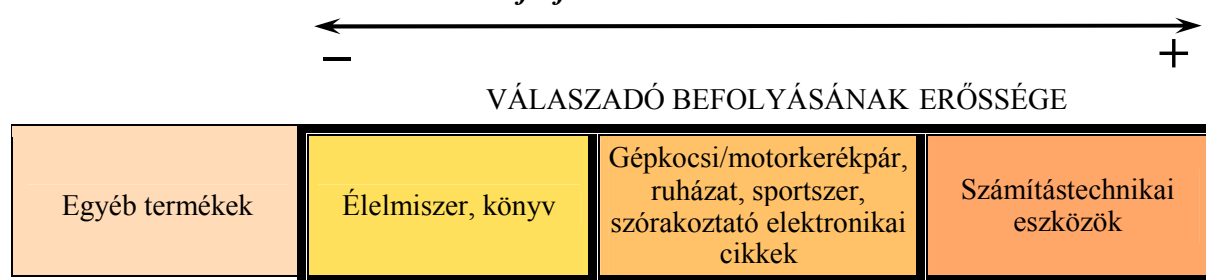 –
+
VÁLASZADÓ BEFOLYÁSÁNAK ERŐSSÉGE
Egyéb termékek
Élelmiszer, könyv
Gépkocsi/motorkerékpár,
ruházat, sportszer,
szórakoztató elektronikai
cikkek
Számítástechnikai
eszközök